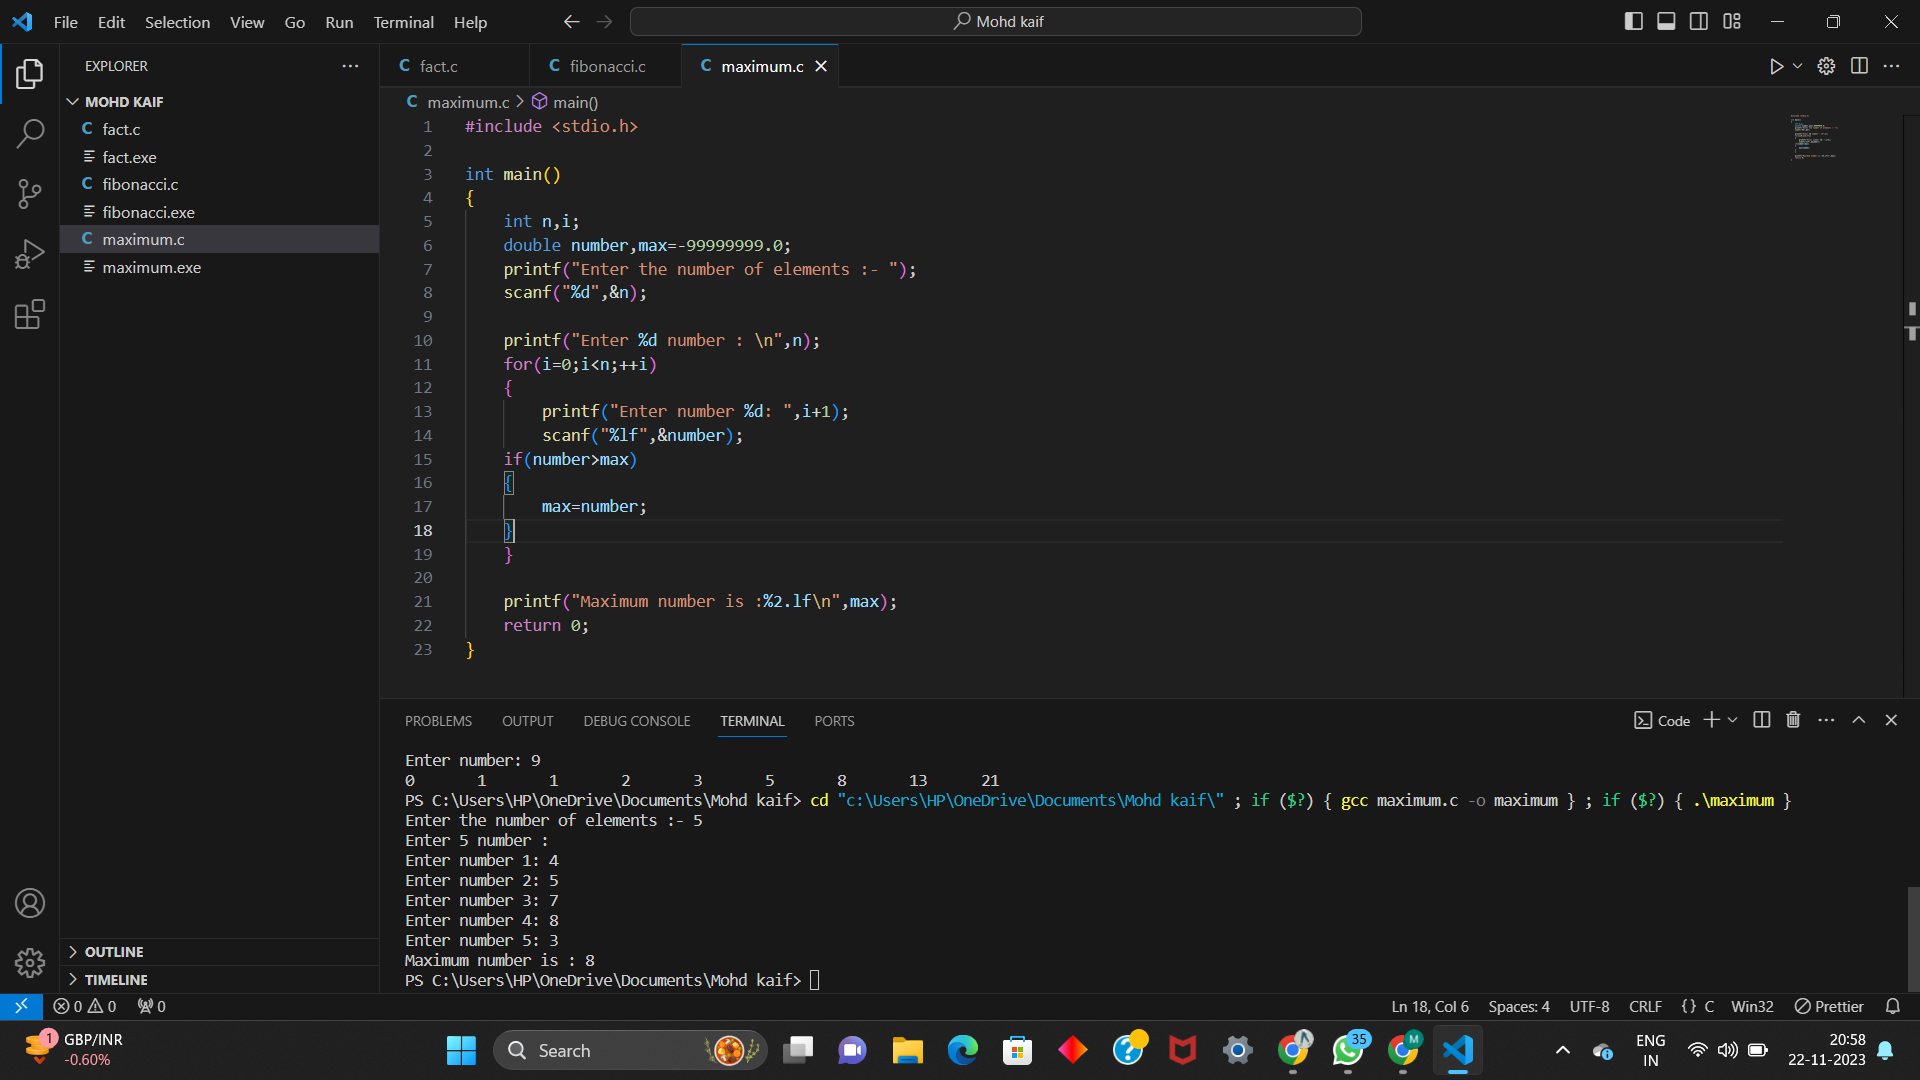 File Edit Selection View Go Run Terminal Help
Mohd kaif
EXPLORER
MOHD KAIF
C fact.c
fact.exe
C fibonacci.c
fibonacci.exe
C maximum.c
maximum.exe
OUTLINE
TIMELINE
C fact.c C fibonacci.c C maximum.c
C maximum.c > main()
1 #include <stdio.h>
2
3 int main()
4 {
5     int n,i;
6     double number,max=-99999999.0;
7     printf("Enter the number of elements :- ");
8     scanf("%d",&n);
9
10     printf("Enter %d number : \n",n);
11     for(i=0;i<n;++i)
12     {
13         printf("Enter number %d: ",i+1);
14         scanf("%lf",&number);
15     if(number>max)
16     {
17         max=number;
18     }
19     }
20
21     printf("Maximum number is :%2.lf\n",max);
22     return 0;
23 }
PROBLEMS OUTPUT DEBUG CONSOLE TERMINAL PORTS
Code
Enter number: 9
0 1 1 2 3 5 8 13 21
PS C:\Users\HP\OneDrive\Documents\Mohd kaif> cd "c:\Users\HP\OneDrive\Documents\Mohd kaif\" ; if ($?) { gcc maximum.c -o maximum } ; if ($?) { .\maximum }
Enter the number of elements :- 5
Enter 5 number :
Enter number 1: 4
Enter number 2: 5
Enter number 3: 7
Enter number 4: 8
Enter number 5: 3
Maximum number is : 8
PS C:\Users\HP\OneDrive\Documents\Mohd kaif>
0 0 0
Ln 18, Col 6 Spaces: 4 UTF-8 CRLF {} C Win32 Prettier
1 GBP/INR
-0.60%
Search
A
35
M
ENG
IN
20:58
22-11-2023